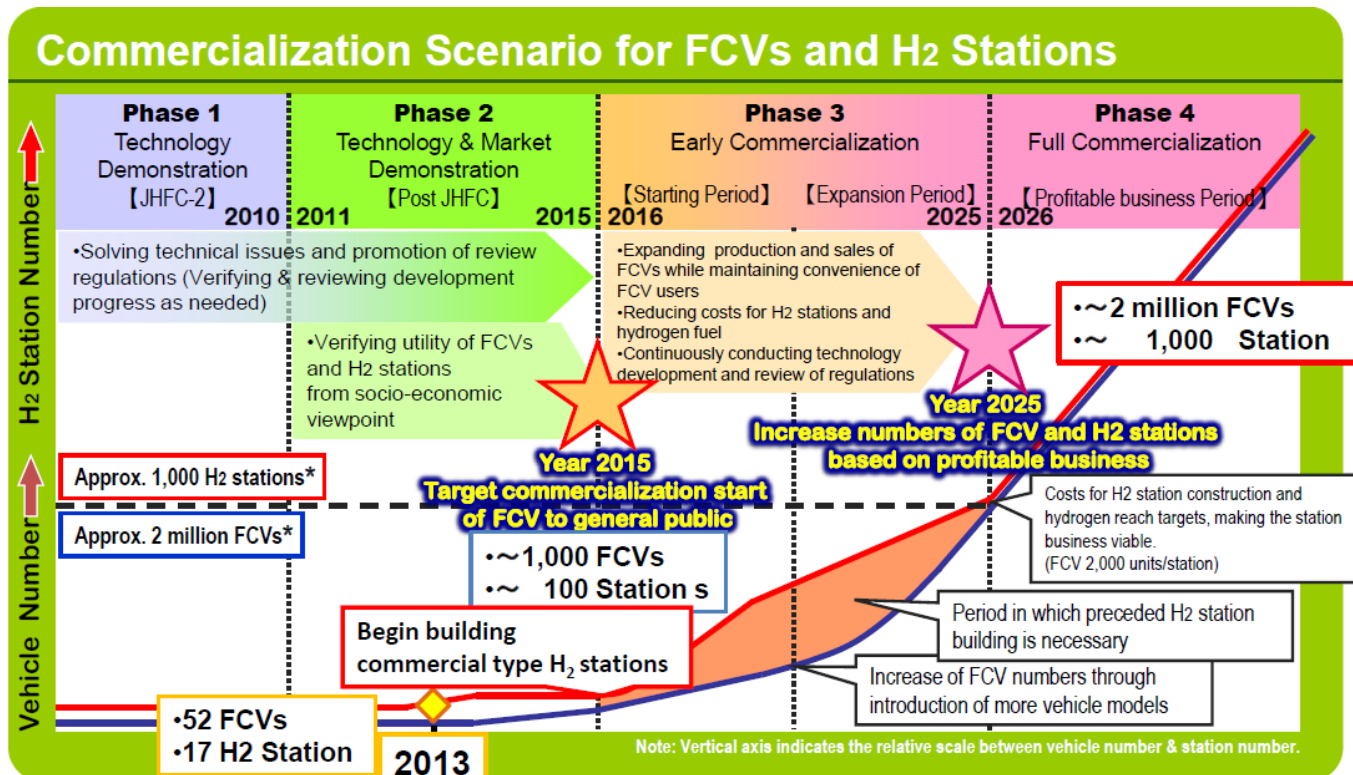 Commercialization Scenario for FCVs and H2 Stations
Phase 1
Technology
Demonstration
【JHFC-2】
2010
Phase 2
Technology & Market
Demonstration
【Post JHFC】
2011
2015
Phase 3
Early Commercialization
【Starting Period】
【Expansion Period】
2016
2025
Phase 4
Full Commercialization
【Profitable business Period】
2026
H2 Station Number
Vehicle Number
•Solving technical issues and promotion of review
regulations (Verifying & reviewing development
progress as needed)
•Verifying utility of FCVs
and H2 stations
from socio-economic
viewpoint
•Expanding production and sales of
FCVs while maintaining convenience of
FCV users
•Reducing costs for H2 stations and
hydrogen fuel
•Continuously conducting technology
development and review of regulations
•~2 million FCVs
•~ 1,000 Station
Year 2015
Target commercialization start
of FCV to general public
Year 2025
Increase numbers of FCV and H2 stations
based on profitable business
Approx. 1,000 H2 stations*
Approx. 2 million FCVs*
•~1,000 FCVs
•~ 100 Station s
Costs for H2 station construction and
hydrogen reach targets, making the station
business viable.
(FCV 2,000 units/station)
Begin building
commercial type H2 stations
Period in which preceded H2 station
building is necessary
Increase of FCV numbers through
introduction of more vehicle models
•52 FCVs
•17 H2 Station
2013
Note: Vertical axis indicates the relative scale between vehicle number & station number.